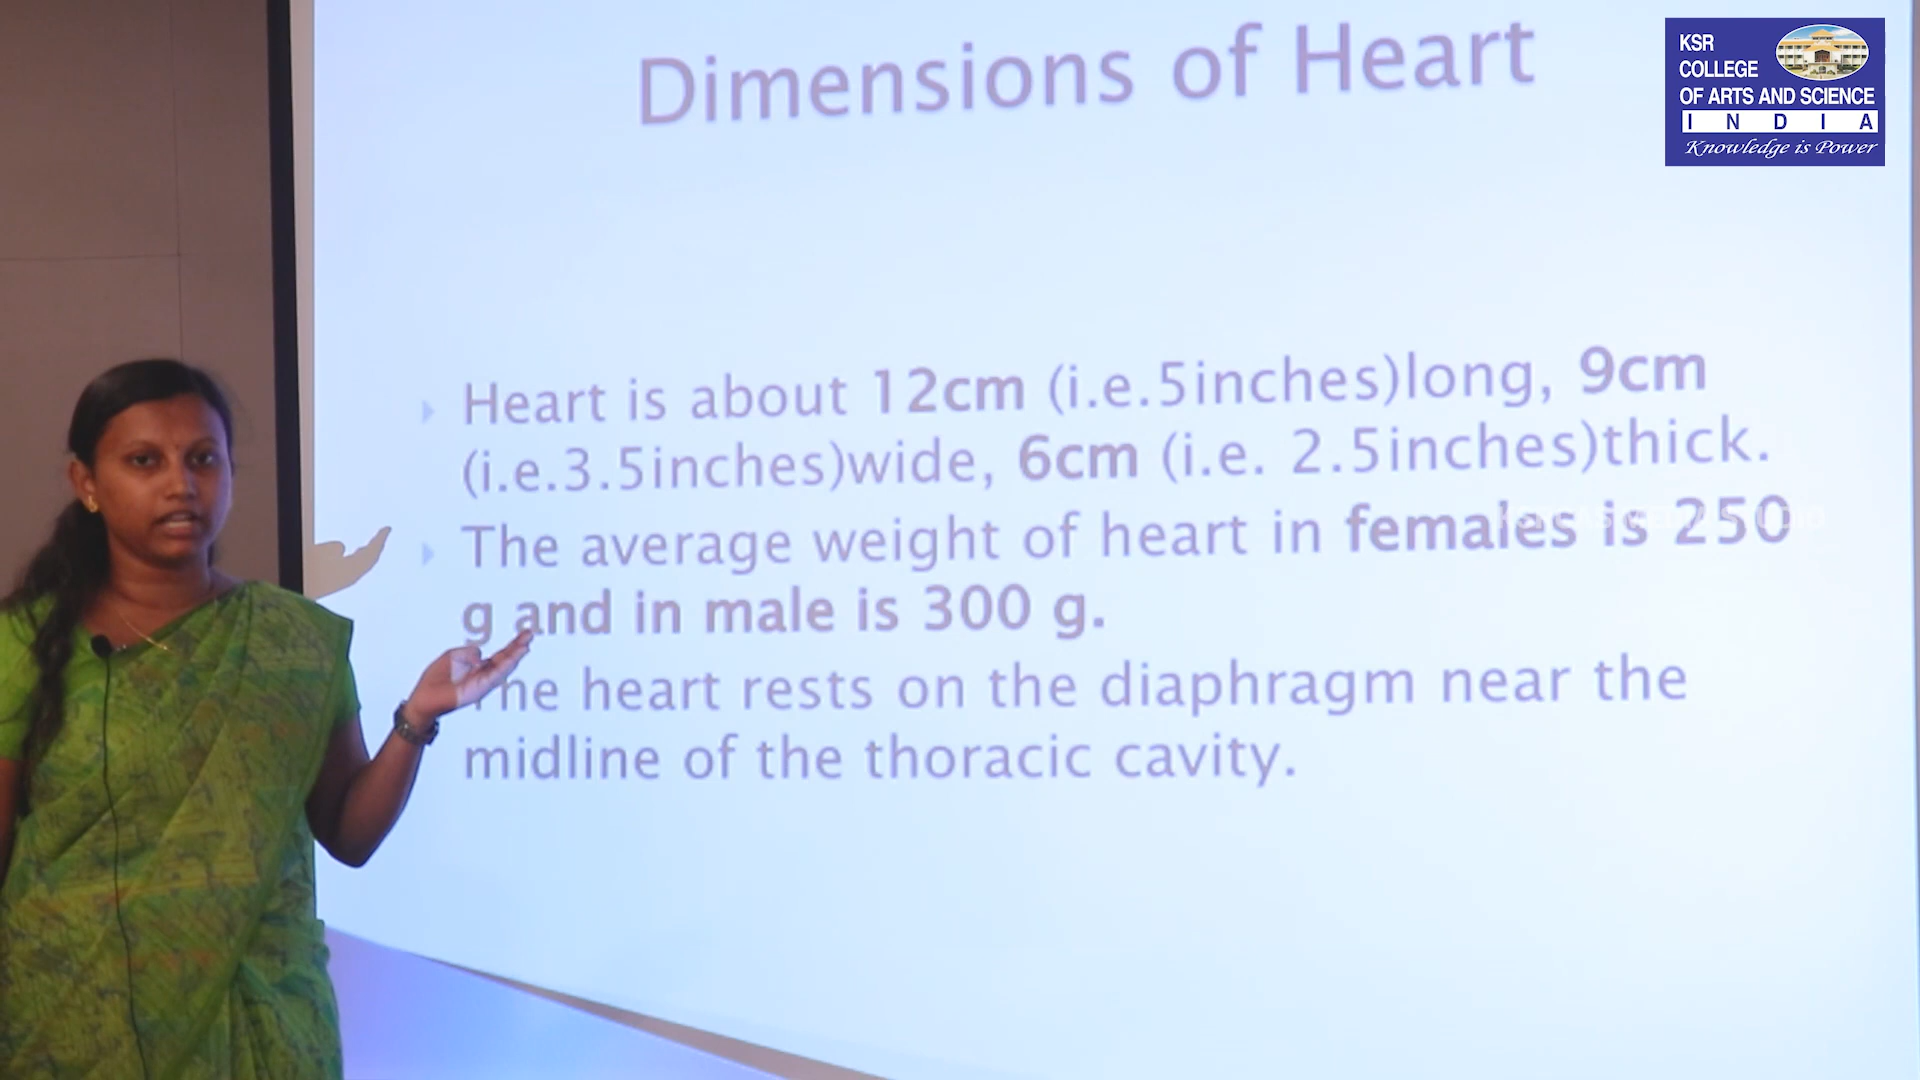 Dimensions of Heart
KSR
COLLEGE
OF ARTS AND SCIENCE
INDIA
Knowledge is Power
Heart is about 12cm (i.e.5inches)long, 9cm
(i.e.3.5inches)wide, 6cm (i.e. 2.5inches)thick.
The average weight of heart in females is 250
g and in male is 300 g.
The heart rests on the diaphragm near the
midline of the thoracic cavity.